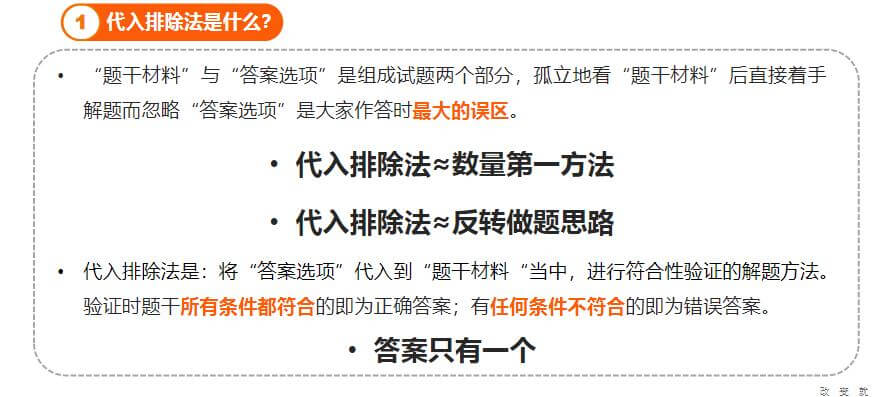 1 代入排除法是什么?
• “题干材料”与“答案选项”是组成试题两个部分，孤立地看“题干材料”后直接着手
解题而忽略“答案选项”是大家作答时最大的误区。
• 代入排除法≈数量第一方法
• 代入排除法≈反转做题思路
• 代入排除法是：将“答案选项”代入到“题干材料“当中，进行符合性验证的解题方法。
验证时题干所有条件都符合的即为正确答案；有任何条件不符合的即为错误答案。
• 答案只有一个
改 变 就